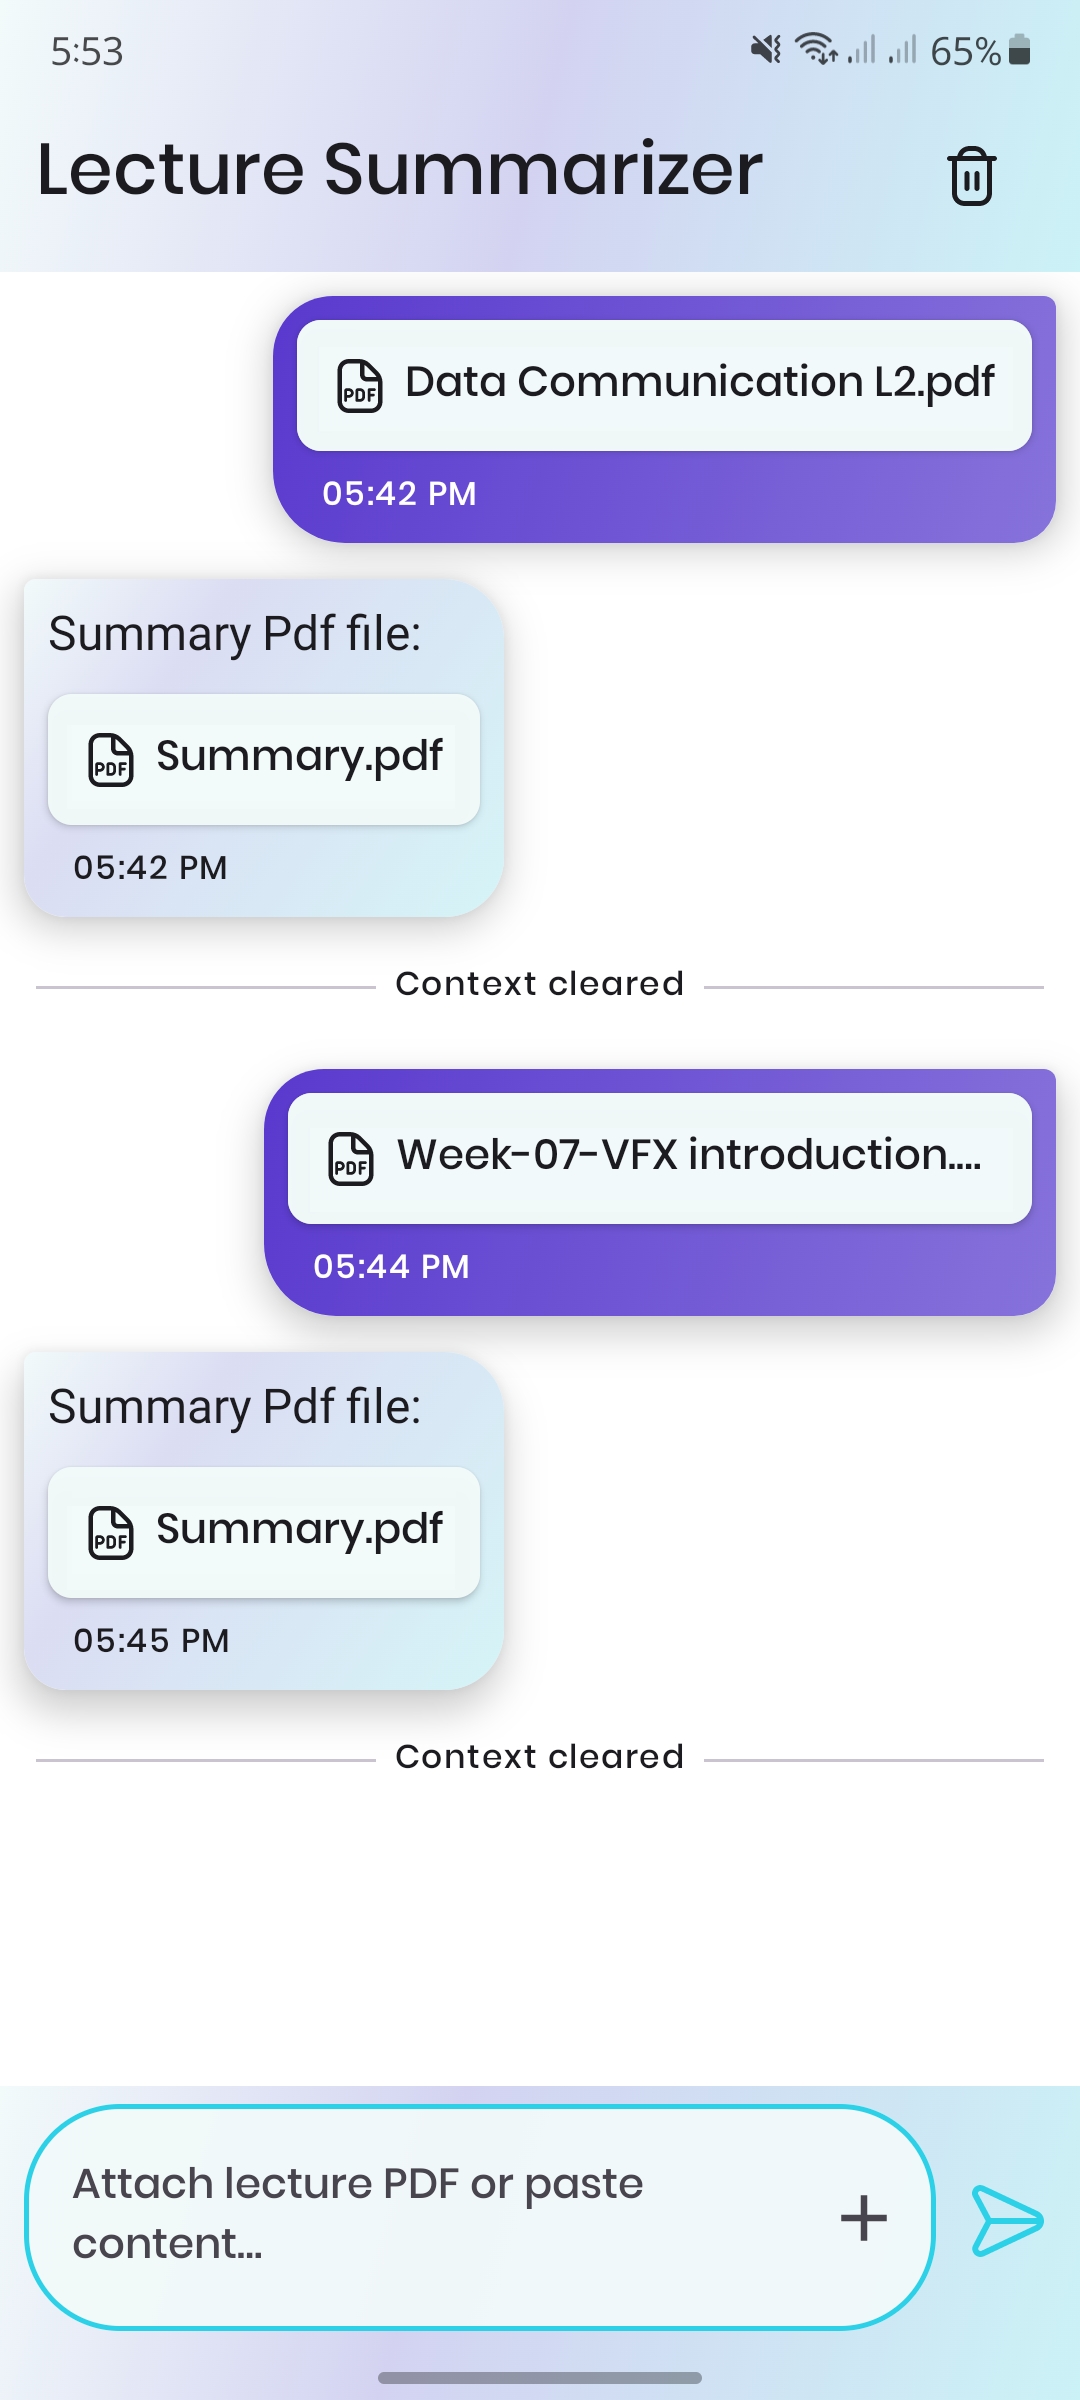 5:53
65%
Lecture Summarizer
PDF Data Communication L2.pdf
05:42 PM
Summary Pdf file:
PDF Summary.pdf
05:42 PM
Context cleared
PDF Week-07-VFX introduction....
05:44 PM
Summary Pdf file:
PDF Summary.pdf
05:45 PM
Context cleared
Attach lecture PDF or paste
content...